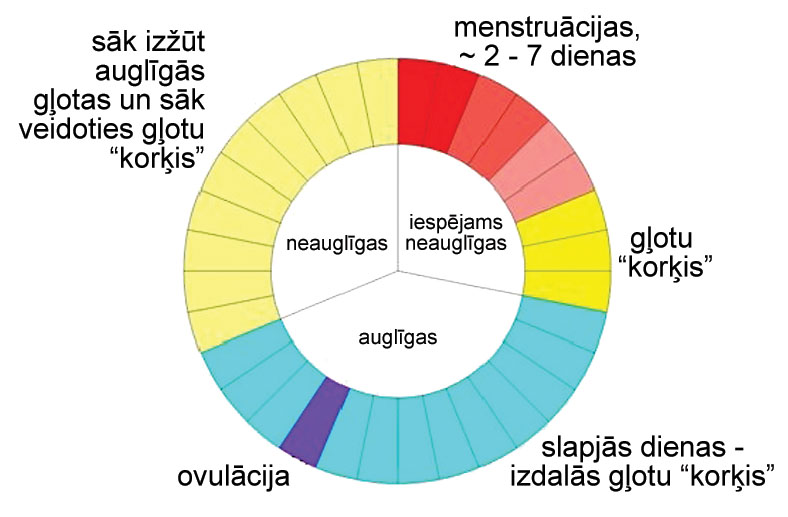 menstruācijas,
~ 2 - 7 dienas
sāk izžūt
auglīgās
gļotas un sāk
veidoties gļotu
“korķis”
iespējams
neauglīgas
neauglīgas
gļotu
“korķis”
auglīgas
slapjās dienas -
izdalās gļotu “korķis”
ovulācija